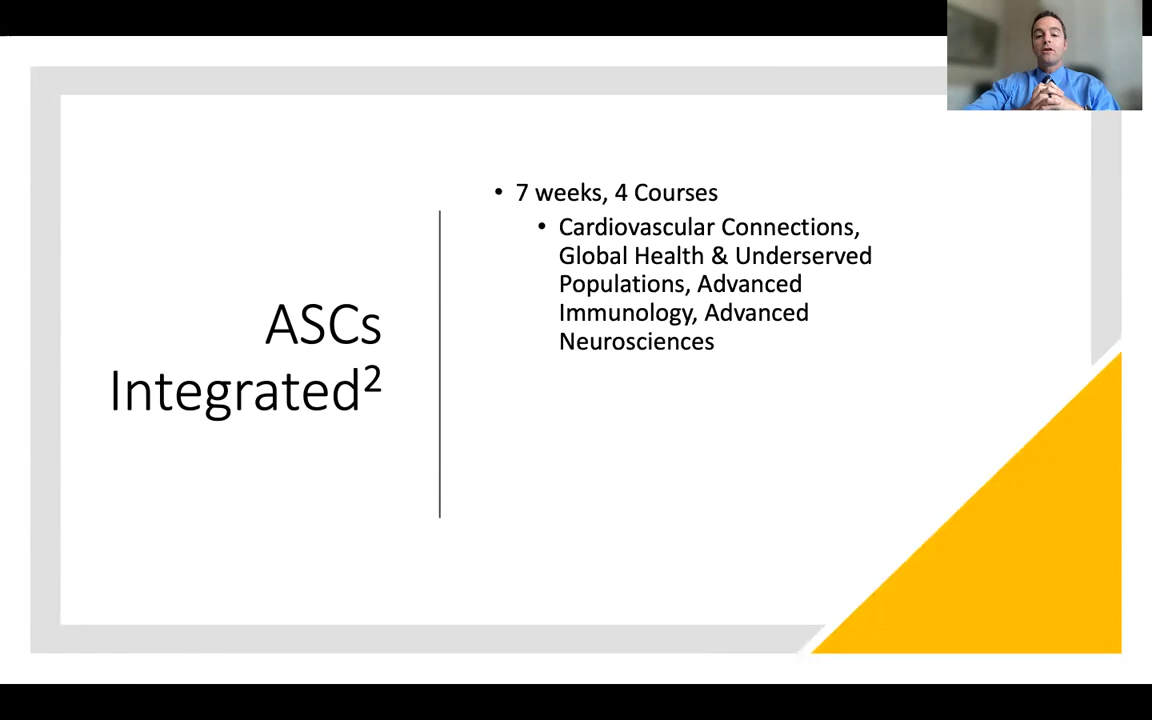 ASCs
Integrated²
• 7 weeks, 4 Courses
• Cardiovascular Connections,
Global Health & Underserved
Populations, Advanced
Immunology, Advanced
Neurosciences